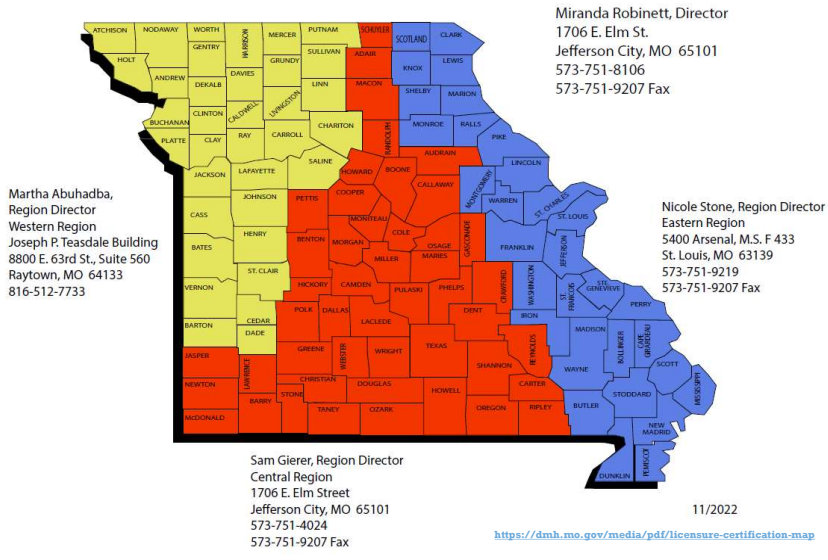 Miranda Robinett, Director
1706 E. Elm St.
Jefferson City, MO 65101
573-751-8106
573-751-9207 Fax
ATCHISON
NODAWAY
WORTH
HARRISON
MERCER
PUTNAM
SCHUYLER
SCOTLAND
CLARK
HOLT
GENTRY
SULLIVAN
ADAIR
KNOX
LEWIS
ANDREW
DEKALB
DAVIES
GRUNDY
LINN
MACON
SHELBY
MARION
BUCHANAN
CLINTON
CALDWELL
LIVINGSTON
CHARITON
RANDOLPH
MONROE
RALLS
PIKE
PLATTE
CLAY
RAY
CARROLL
SALINE
HOWARD
BOONE
AUDRAIN
CALLAWAY
MONTGOMERY
LINCOLN
JACKSON
LAFAYETTE
WARREN
ST. CHARLES
ST. LOUIS
CASS
JOHNSON
PETTIS
COOPER
MONITEAU
COLE
OSAGE
GASCONADE
FRANKLIN
JEFFERSON
BATES
HENRY
BENTON
MORGAN
MILLER
MARIES
CRAWFORD
WASHINGTON
ST. FRANCOIS
STE. GENEVIEVE
PERRY
VERNON
ST. CLAIR
HICKORY
CAMDEN
PULASKI
PHELPS
DENT
IRON
MADISON
BOLLINGER
CAPE GIRARDEAU
BARTON
CEDAR
DADE
POLK
DALLAS
LACLEDE
TEXAS
REYNOLDS
WAYNE
SCOTT
MISSISSIPPI
JASPER
LAWRENCE
GREENE
WEBSTER
WRIGHT
SHANNON
CARTER
STODDARD
NEWTON
CHRISTIAN
DOUGLAS
HOWELL
BUTLER
McDONALD
BARRY
STONE
TANEY
OZARK
OREGON
RIPLEY
NEW MADRID
DUNKLIN
PEMISCOT
Martha Abuhadba,
Region Director
Western Region
Joseph P. Teasdale Building
8800 E. 63rd St., Suite 560
Raytown, MO 64133
816-512-7733
Nicole Stone, Region Director
Eastern Region
5400 Arsenal, M.S. F 433
St. Louis, MO 63139
573-751-9219
573-751-9207 Fax
Sam Gierer, Region Director
Central Region
1706 E. Elm Street
Jefferson City, MO 65101
573-751-4024
573-751-9207 Fax
11/2022
https://dmh.mo.gov/media/pdf/licensure-certification-map